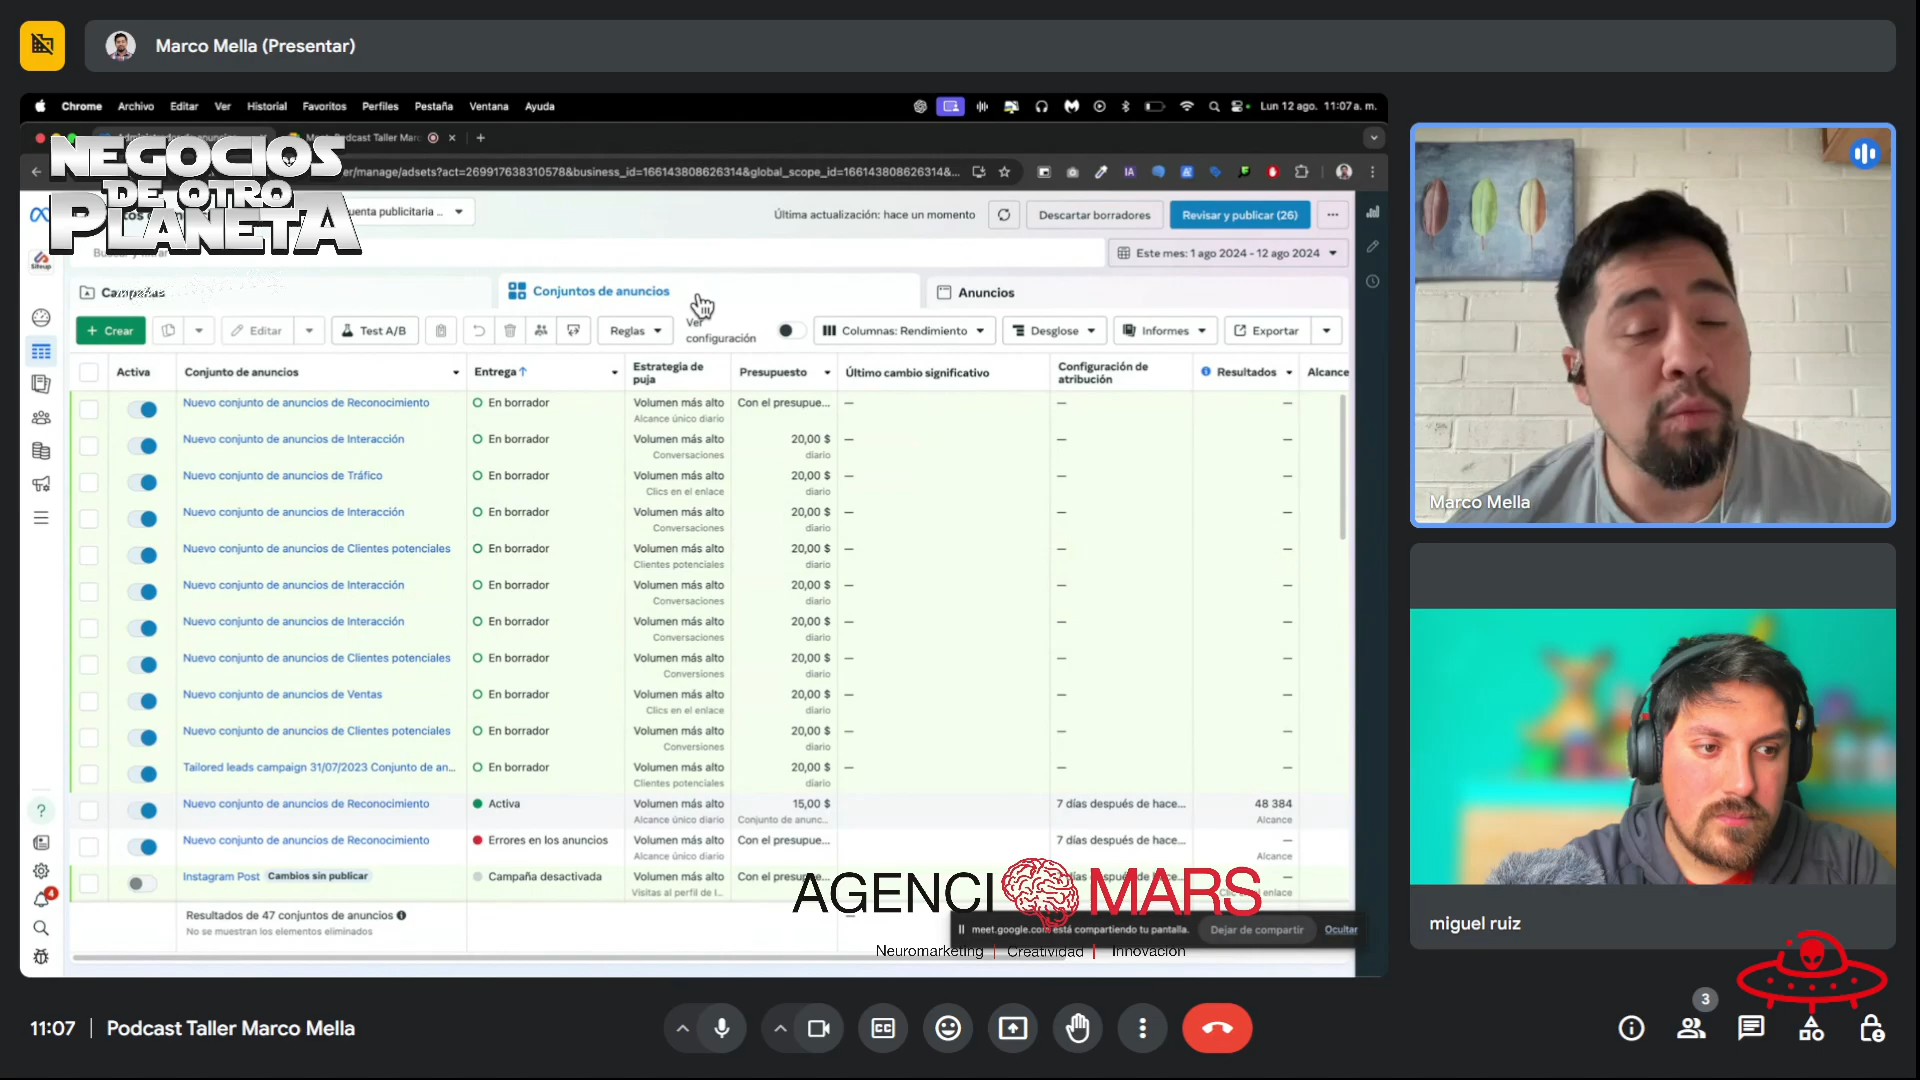 Marco Mella (Presentar)
Chrome Archivo Editar Ver Historial Favoritos Perfiles Pestaña Ventana Ayuda
Lun 12 ago. 11:07 a. m.
NEGOCIOS
DE OTRO
PLANETA
er/manage/adsets?act=269917638310578&business_id=166143808626314&global_scope_id=166143808626314&...
Última actualización: hace un momento
Descartar borradores
Revisar y publicar (26)
Este mes: 1 ago 2024 - 12 ago 2024
Campañas
Conjuntos de anuncios
Anuncios
+ Crear
Editar
Test A/B
Reglas
Ver configuración
Columnas: Rendimiento
Desglose
Informes
Exportar
Activa
Conjunto de anuncios
Entrega ↑
Estrategia de puja
Presupuesto
Último cambio significativo
Configuración de atribución
Resultados
Alcance
Nuevo conjunto de anuncios de Reconocimiento En borrador Volumen más alto Con el presupue... — — —
Alcance único diario
Nuevo conjunto de anuncios de Interacción En borrador Volumen más alto 20,00 $ — — —
Conversaciones diario
Nuevo conjunto de anuncios de Tráfico En borrador Volumen más alto 20,00 $ — — —
Clics en el enlace diario
Nuevo conjunto de anuncios de Interacción En borrador Volumen más alto 20,00 $ — — —
Conversaciones diario
Nuevo conjunto de anuncios de Clientes potenciales En borrador Volumen más alto 20,00 $ — — —
Clientes potenciales diario
Nuevo conjunto de anuncios de Interacción En borrador Volumen más alto 20,00 $ — — —
Conversaciones diario
Nuevo conjunto de anuncios de Interacción En borrador Volumen más alto 20,00 $ — — —
Conversaciones diario
Nuevo conjunto de anuncios de Clientes potenciales En borrador Volumen más alto 20,00 $ — — —
Conversiones diario
Nuevo conjunto de anuncios de Ventas En borrador Volumen más alto 20,00 $ — — —
Clics en el enlace diario
Nuevo conjunto de anuncios de Clientes potenciales En borrador Volumen más alto 20,00 $ — — —
Conversiones diario
Tailored leads campaign 31/07/2023 Conjunto de an... En borrador Volumen más alto 20,00 $ — — —
Clientes potenciales diario
Nuevo conjunto de anuncios de Reconocimiento Activa Volumen más alto 15,00 $ 7 días después de hace... 48 384
Alcance único diario Conjunto de anunc... Alcance
Nuevo conjunto de anuncios de Reconocimiento Errores en los anuncios Volumen más alto Con el presupue... 7 días después de hace... —
Alcance único diario Alcance
Instagram Post Cambios sin publicar Campaña desactivada Volumen más alto Con el presupue...
Visitas al perfil de I...
Resultados de 47 conjuntos de anuncios
No se muestran los elementos eliminados
4
AGENCI MARS
meet.google.com está compartiendo tu pantalla.
Dejar de compartir
Ocultar
Neuromarketing | Creatividad | Innovación
Marco Mella
miguel ruiz
11:07 | Podcast Taller Marco Mella
3